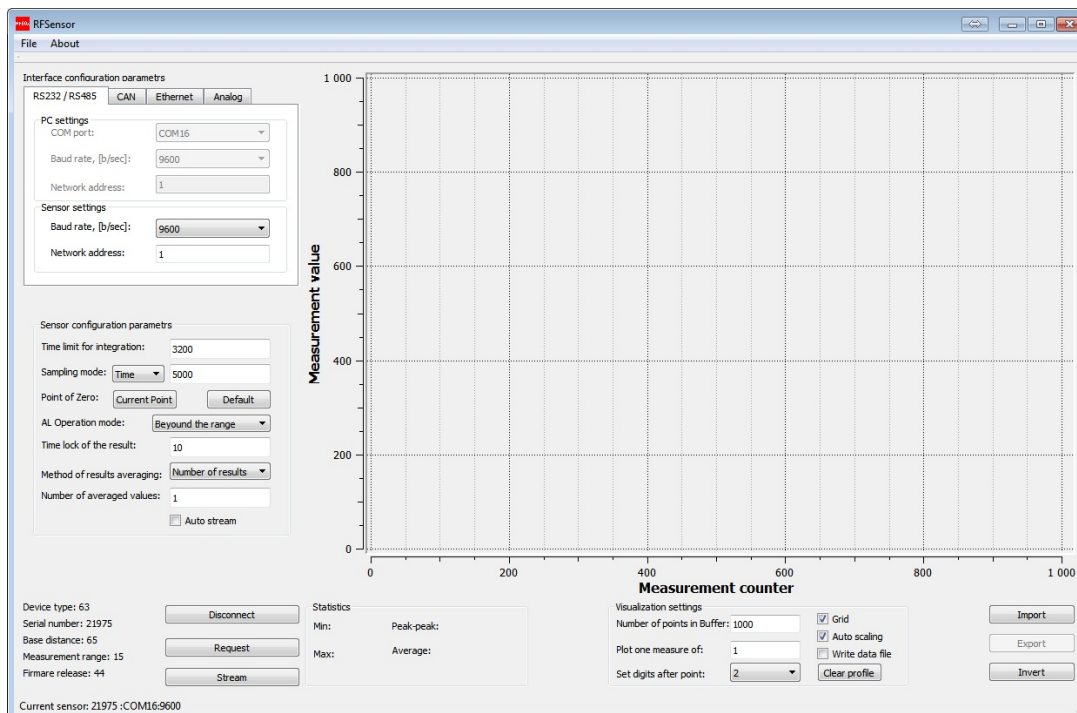 RFSensor
File About
Interface configuration parametrs
RS232 / RS485 CAN Ethernet Analog
PC settings
COM port: COM16
Baud rate, [b/sec]: 9600
Network address: 1
Sensor settings
Baud rate, [b/sec]: 9600
Network address: 1
Sensor configuration parametrs
Time limit for integration: 3200
Sampling mode: Time 5000
Point of Zero: Current Point Default
AL Operation mode: Beyound the range
Time lock of the result: 10
Method of results averaging: Number of results
Number of averaged values: 1
Auto stream
Measurement value
1 000
800
600
400
200
0
0 200 400 600 800 1 000
Measurement counter
Device type: 63
Serial number: 21975
Base distance: 65
Measurement range: 15
Firmare release: 44
Disconnect
Request
Stream
Statistics
Min: Peak-peak:
Max: Average:
Visualization settings
Number of points in Buffer: 1000
Plot one measure of: 1
Set digits after point: 2
Grid
Auto scaling
Write data file
Clear profile
Import
Export
Invert
Current sensor: 21975 :COM16:9600